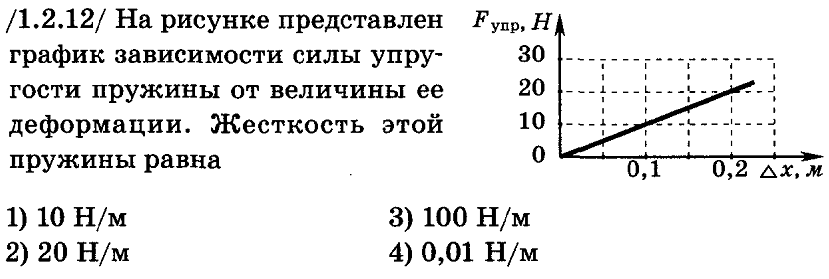 /1.2.12/ На рисунке представлен
график зависимости силы упру-
гости пружины от величины ее
деформации. Жесткость этой
пружины равна
Fупр, Н
30
20
10
0
0,1 0,2 △x, м
1) 10 Н/м 3) 100 Н/м
2) 20 Н/м 4) 0,01 Н/м